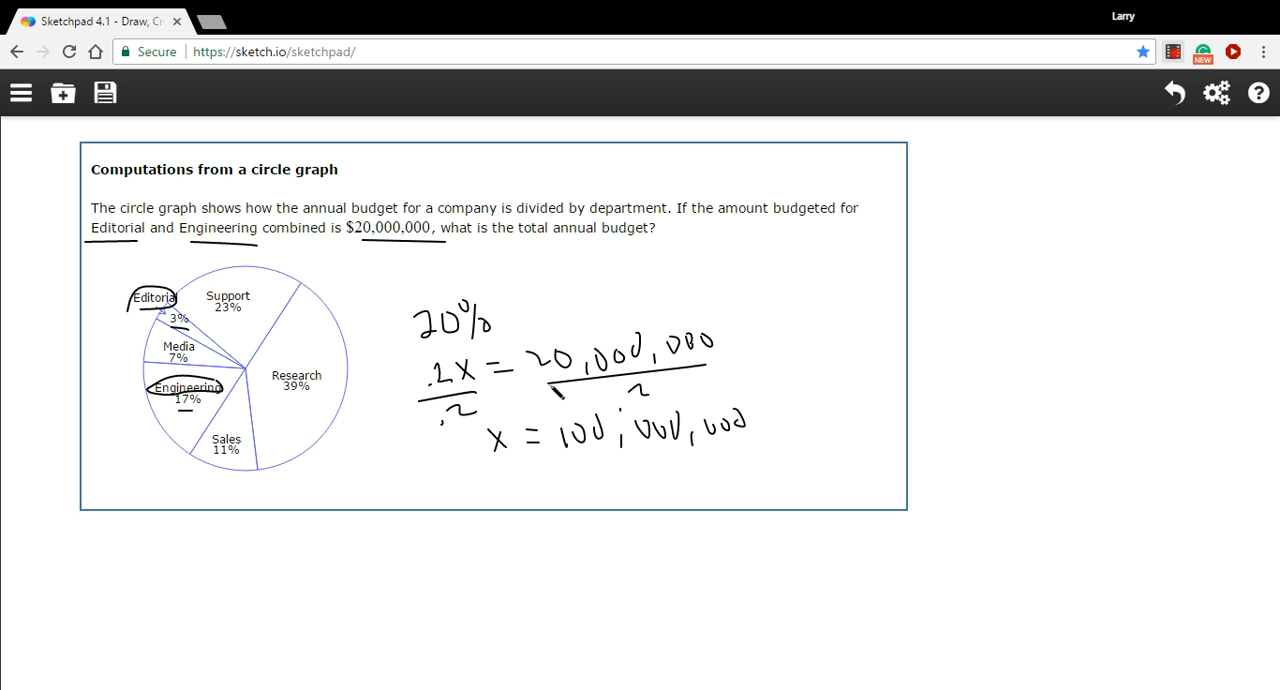 Larry
Sketchpad 4.1 - Draw, Cr
Secure https://sketch.io/sketchpad/
NEW
Computations from a circle graph
The circle graph shows how the annual budget for a company is divided by department. If the amount budgeted for
Editorial and Engineering combined is $20,000,000, what is the total annual budget?
Editorial
3%
Support
23%
Media
7%
Engineering
17%
Research
39%
Sales
11%
20%
.2x = 20,000,000
.2 2
x = 100,000,000